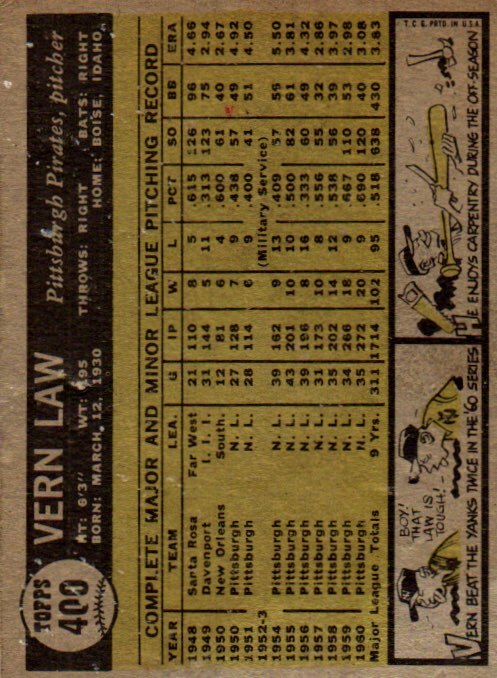 TOPPS
400
VERN LAW Pittsburgh Pirates, pitcher
HT: 6'3" WT: 195 THROWS: RIGHT BATS: RIGHT
BORN: MARCH, 12, 1930 HOME: BOISE, IDAHO
COMPLETE MAJOR AND MINOR LEAGUE PITCHING RECORD
YEAR TEAM LEA. G IP W L PCT SO BB ERA
1948 Santa Rosa Far West 21 110 8 5 .615 126 96 4.66
1949 Davenport I. I. I. 31 144 5 11 .313 123 75 2.94
1950 New Orleans South. 12 81 6 4 .600 61 40 2.67
1950 Pittsburgh N. L. 27 128 7 9 .438 57 49 4.92
1951 Pittsburgh N. L. 28 114 6 9 .400 41 51 4.50
1952-3 (Military Service)
1954 Pittsburgh N. L. 39 162 9 13 .409 57 56 5.50
1955 Pittsburgh N. L. 43 201 10 10 .500 82 61 3.81
1956 Pittsburgh N. L. 39 196 8 16 .333 60 49 4.32
1957 Pittsburgh N. L. 31 173 10 8 .556 55 32 2.86
1958 Pittsburgh N. L. 35 202 14 12 .538 56 39 3.97
1959 Pittsburgh N. L. 34 266 18 9 .667 110 53 2.98
1960 Pittsburgh N. L. 35 272 20 9 .690 120 40 3.08
Major League Totals 9 Yrs. 311 1714 102 95 .518 638 430 3.83
BOY!
THAT
LAW IS
TOUGH!
VERN BEAT THE YANKS TWICE IN THE '60 SERIES
HE ENJOYS CARPENTRY DURING THE OFF-SEASON
T. C. G. PRTD. IN U.S.A.